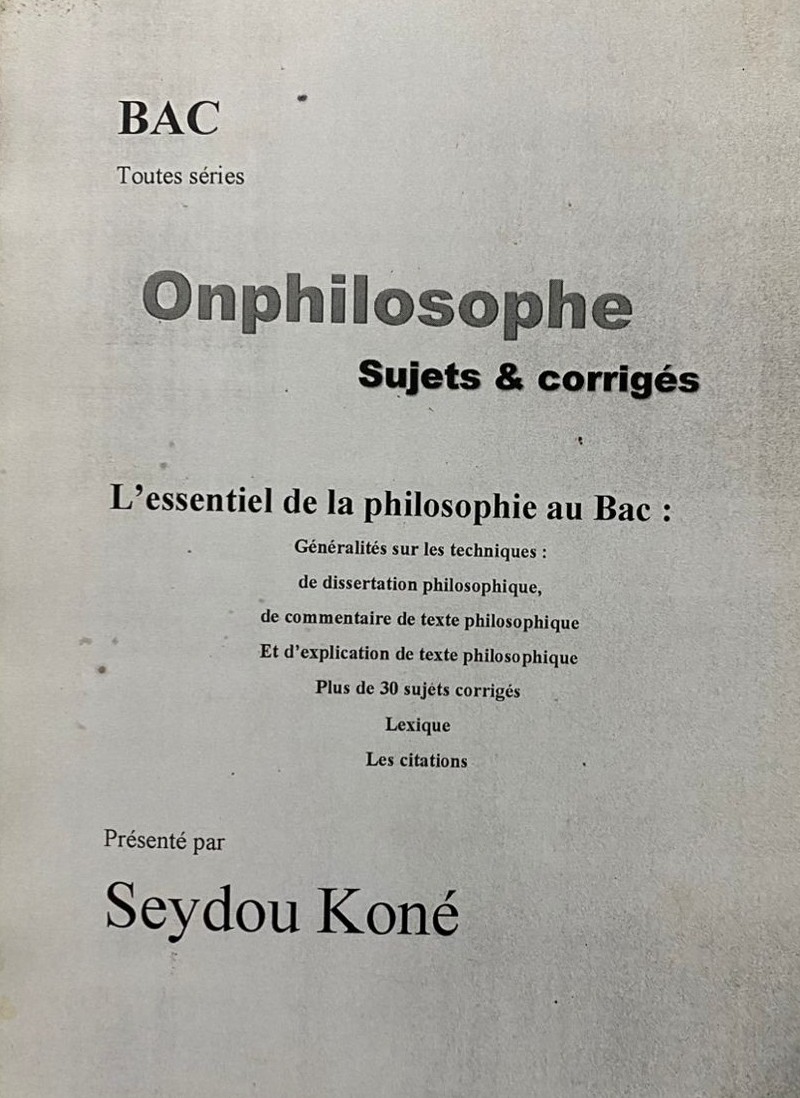 BAC
Toutes séries
Onphilosophe
Sujets & corrigés
L'essentiel de la philosophie au Bac :
Généralités sur les techniques :
de dissertation philosophique,
de commentaire de texte philosophique
Et d'explication de texte philosophique
Plus de 30 sujets corrigés
Lexique
Les citations
Présenté par
Seydou Koné